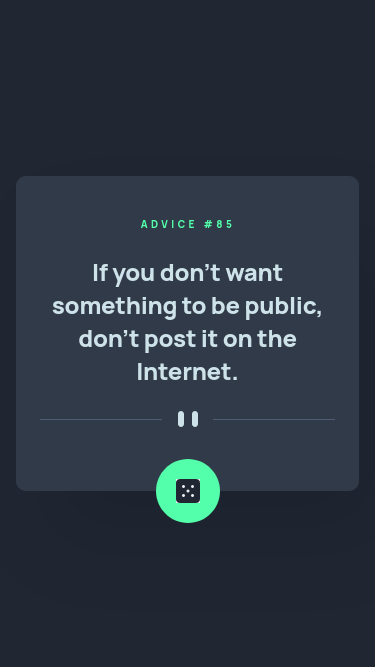 ADVICE #85
If you don’t want
something to be public,
don’t post it on the
Internet.